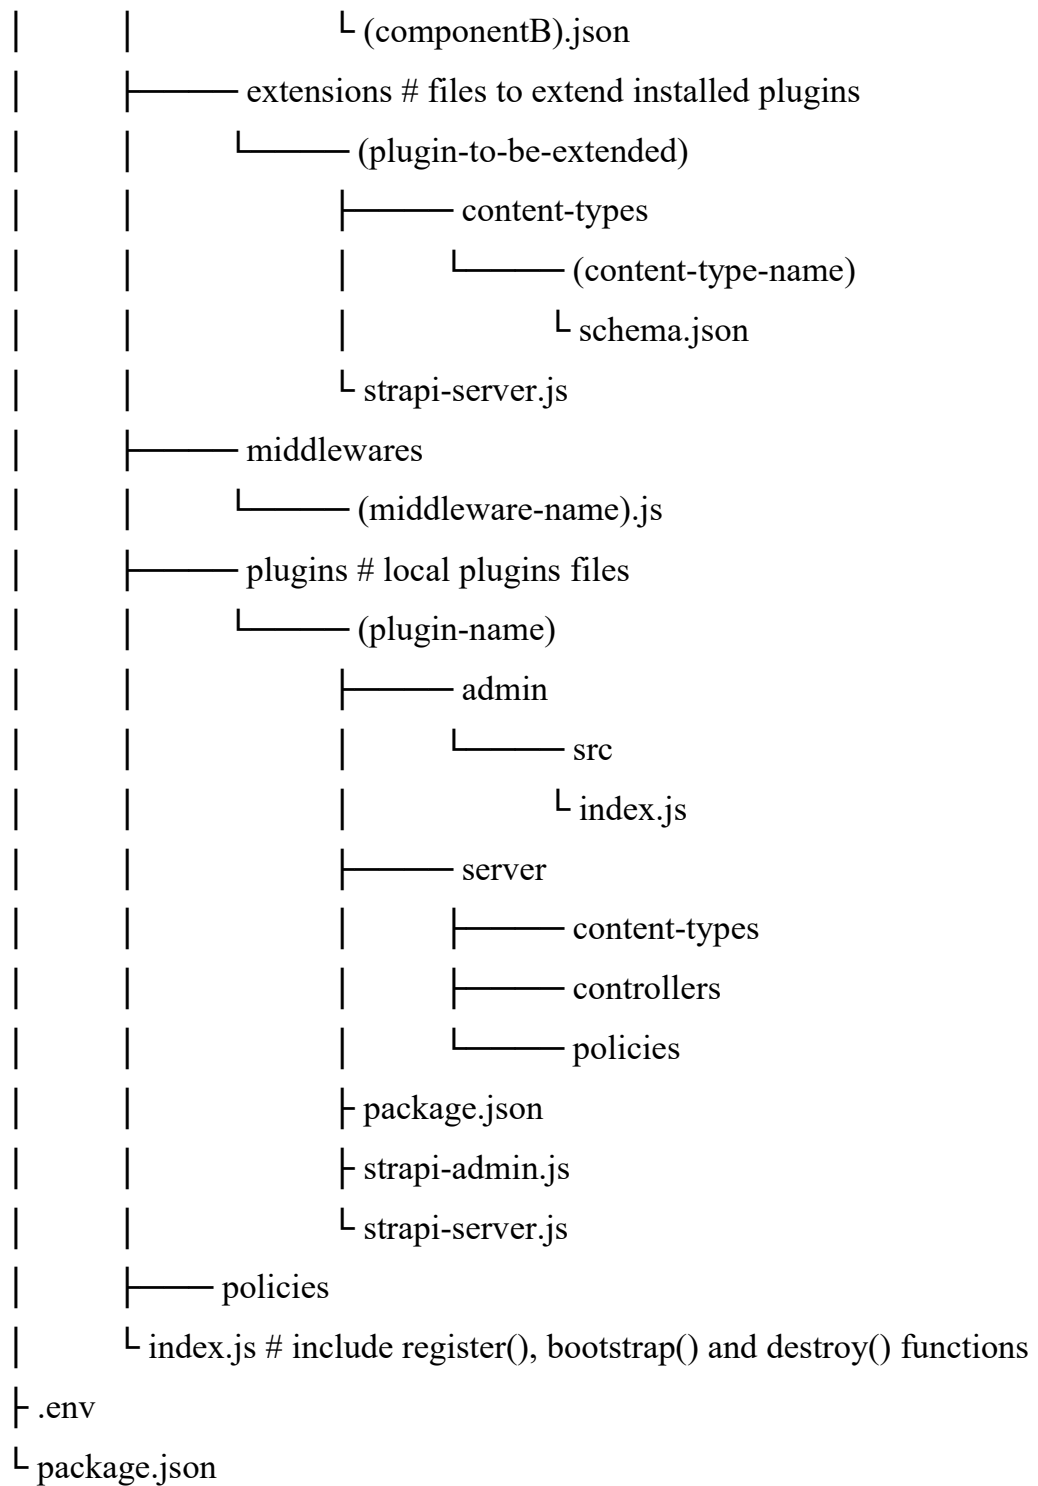 │ │ └ (componentB).json
│ ├──── extensions # files to extend installed plugins
│ │ └──── (plugin-to-be-extended)
│ │ ├──── content-types
│ │ │ └──── (content-type-name)
│ │ │ └ schema.json
│ │ └ strapi-server.js
│ ├──── middlewares
│ │ └──── (middleware-name).js
│ ├──── plugins # local plugins files
│ │ └──── (plugin-name)
│ │ ├──── admin
│ │ │ └──── src
│ │ │ └ index.js
│ │ ├──── server
│ │ │ ├──── content-types
│ │ │ ├──── controllers
│ │ │ └──── policies
│ │ ├ package.json
│ │ ├ strapi-admin.js
│ │ └ strapi-server.js
│ ├─── policies
│ └ index.js # include register(), bootstrap() and destroy() functions
├ .env
└ package.json